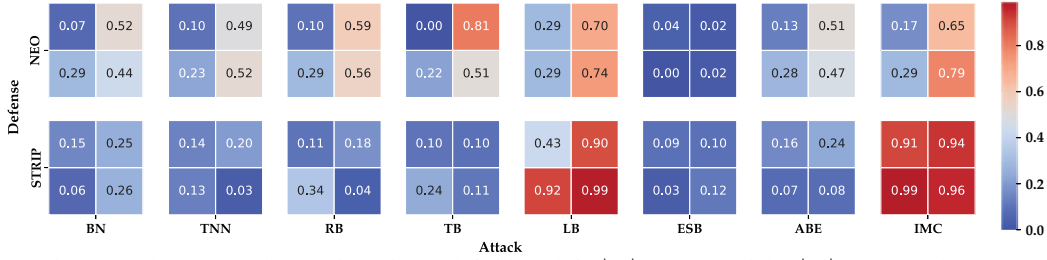 0.07 0.52 0.10 0.49 0.10 0.59 0.00 0.81 0.29 0.70 0.04 0.02 0.13 0.51 0.17 0.65
0.29 0.44 0.23 0.52 0.29 0.56 0.22 0.51 0.29 0.74 0.00 0.02 0.28 0.47 0.29 0.79
NEO
0.15 0.25 0.14 0.20 0.11 0.18 0.10 0.10 0.43 0.90 0.09 0.10 0.16 0.24 0.91 0.94
0.06 0.26 0.13 0.03 0.34 0.04 0.24 0.11 0.92 0.99 0.03 0.12 0.07 0.08 0.99 0.96
STRIP
Defense
BN TNN RB TB LB ESB ABE IMC
Attack
0.8
0.6
0.4
0.2
0.0